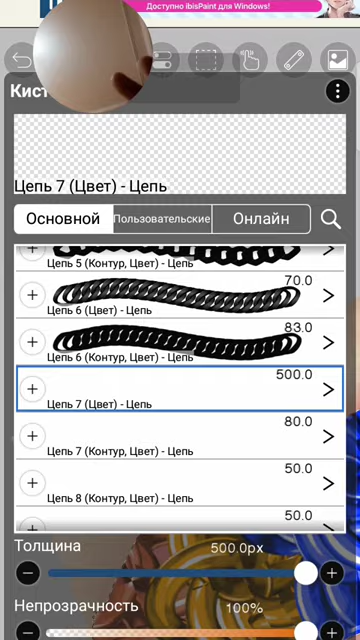 Доступно ibisPaint для Windows!
Цепь 7 (Цвет) - Цепь
Основной
Пользовательские
Онлайн
Цепь 5 (Контур, Цвет) - Цепь
70.0
Цепь 6 (Цвет) - Цепь
83.0
Цепь 6 (Контур, Цвет) - Цепь
500.0
Цепь 7 (Цвет) - Цепь
80.0
Цепь 7 (Контур, Цвет) - Цепь
50.0
Цепь 8 (Контур, Цвет) - Цепь
50.0
Толщина
500.0px
Непрозрачность
100%